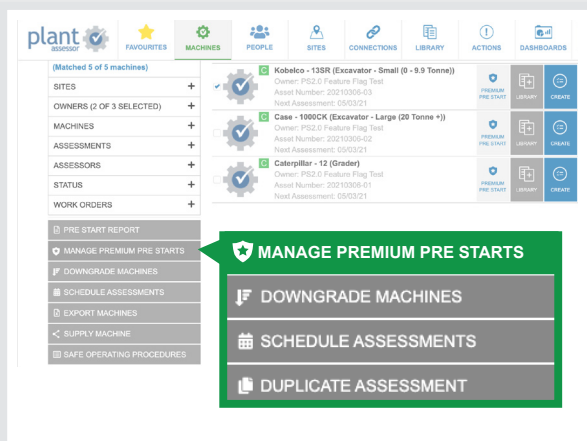 plant assessor
FAVOURITES
MACHINES
PEOPLE
SITES
CONNECTIONS
LIBRARY
ACTIONS
DASHBOARDS
(Matched 5 of 5 machines)
SITES +
OWNERS (2 OF 3 SELECTED) +
MACHINES +
ASSESSMENTS +
ASSESSORS +
STATUS +
WORK ORDERS +
PRE START REPORT
MANAGE PREMIUM PRE STARTS
DOWNGRADE MACHINES
SCHEDULE ASSESSMENTS
EXPORT MACHINES
SUPPLY MACHINE
SAFE OPERATING PROCEDURES
C Kobelco - 13SR (Excavator - Small (0 - 9.9 Tonne))
Owner: PS2.0 Feature Flag Test
Asset Number: 20210306-03
Next Assessment: 05/03/21
PREMIUM
PRE START
LIBRARY
CREATE
C Case - 1000CK (Excavator - Large (20 Tonne +))
Owner: PS2.0 Feature Flag Test
Asset Number: 20210306-02
Next Assessment: 05/03/21
PREMIUM
PRE START
LIBRARY
CREATE
C Caterpillar - 12 (Grader)
Owner: PS2.0 Feature Flag Test
Asset Number: 20210306-01
Next Assessment: 05/03/21
PREMIUM
PRE START
LIBRARY
CREATE
MANAGE PREMIUM PRE STARTS
DOWNGRADE MACHINES
SCHEDULE ASSESSMENTS
DUPLICATE ASSESSMENT